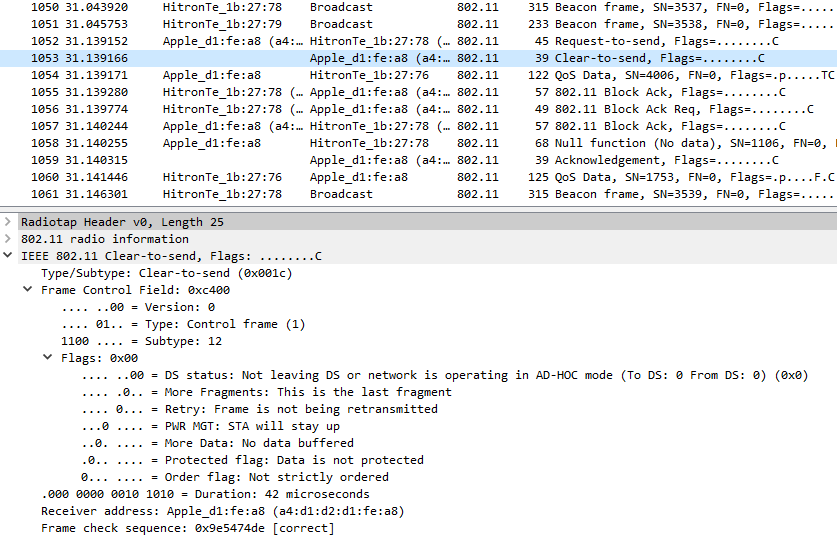 1050 31.043920 HitronTe_1b:27:78 Broadcast 802.11 315 Beacon frame, SN=3537, FN=0, Flags=.....
1051 31.045753 HitronTe_1b:27:79 Broadcast 802.11 233 Beacon frame, SN=3538, FN=0, Flags=.....
1052 31.139152 Apple_d1:fe:a8 (a4:… HitronTe_1b:27:78 (… 802.11 45 Request-to-send, Flags=........C
1053 31.139166 Apple_d1:fe:a8 (a4:… 802.11 39 Clear-to-send, Flags=........C
1054 31.139171 Apple_d1:fe:a8 HitronTe_1b:27:76 802.11 122 QoS Data, SN=4006, FN=0, Flags=.p.....TC
1055 31.139280 HitronTe_1b:27:78 (… Apple_d1:fe:a8 (a4:… 802.11 57 802.11 Block Ack, Flags=........C
1056 31.139774 HitronTe_1b:27:78 (… Apple_d1:fe:a8 (a4:… 802.11 49 802.11 Block Ack Req, Flags=........C
1057 31.140244 Apple_d1:fe:a8 (a4:… HitronTe_1b:27:78 (… 802.11 57 802.11 Block Ack, Flags=........C
1058 31.140255 Apple_d1:fe:a8 HitronTe_1b:27:78 802.11 68 Null function (No data), SN=1106, FN=0,
1059 31.140315 Apple_d1:fe:a8 (a4:… 802.11 39 Acknowledgement, Flags=........C
1060 31.141446 HitronTe_1b:27:76 Apple_d1:fe:a8 802.11 125 QoS Data, SN=1753, FN=0, Flags=.p....F.C
1061 31.146301 HitronTe_1b:27:78 Broadcast 802.11 315 Beacon frame, SN=3539, FN=0, Flags=.....
Radiotap Header v0, Length 25
802.11 radio information
IEEE 802.11 Clear-to-send, Flags: ........C
Type/Subtype: Clear-to-send (0x001c)
Frame Control Field: 0xc400
.... ..00 = Version: 0
.... 01.. = Type: Control frame (1)
1100 .... = Subtype: 12
Flags: 0x00
.... ..00 = DS status: Not leaving DS or network is operating in AD-HOC mode (To DS: 0 From DS: 0) (0x0)
.... .0.. = More Fragments: This is the last fragment
.... 0... = Retry: Frame is not being retransmitted
...0 .... = PWR MGT: STA will stay up
..0. .... = More Data: No data buffered
.0.. .... = Protected flag: Data is not protected
0... .... = Order flag: Not strictly ordered
.000 0000 0010 1010 = Duration: 42 microseconds
Receiver address: Apple_d1:fe:a8 (a4:d1:d2:d1:fe:a8)
Frame check sequence: 0x9e5474de [correct]